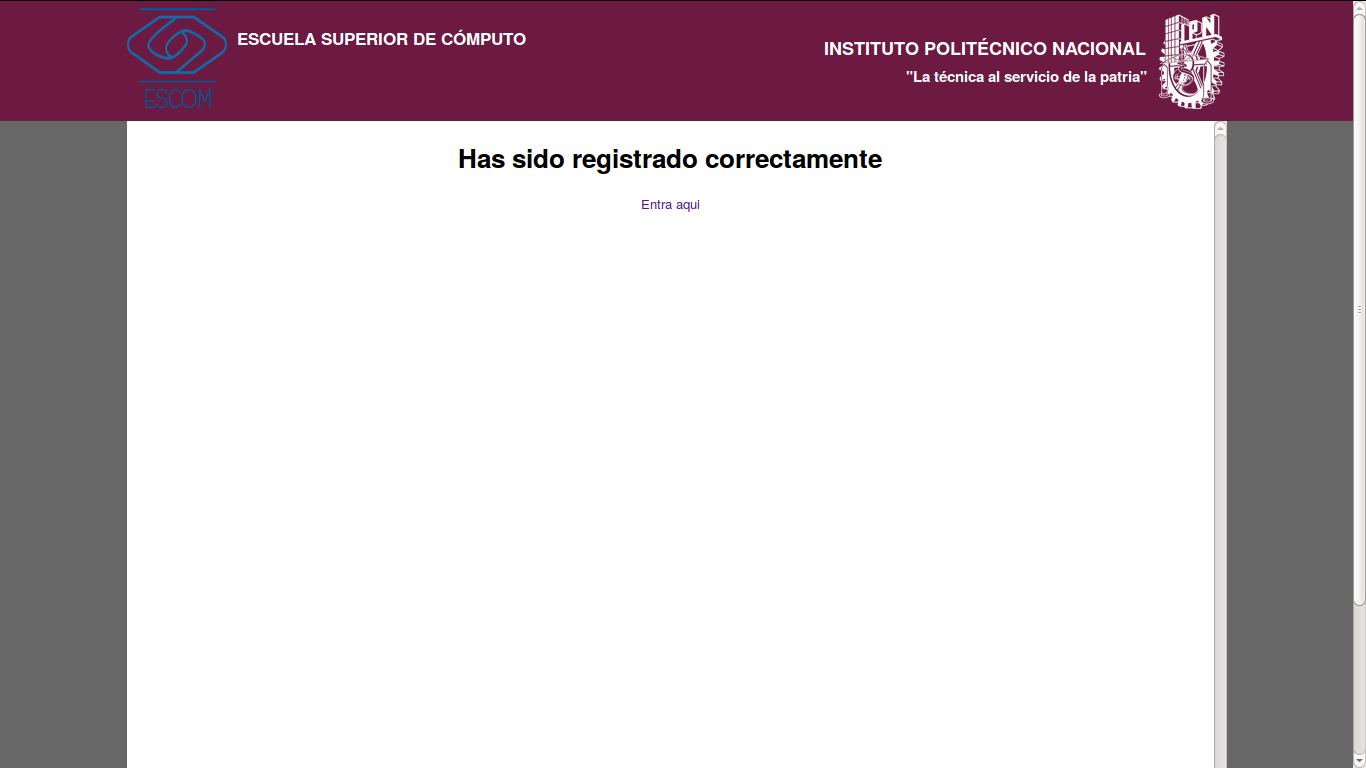 ESCUELA SUPERIOR DE CÓMPUTO
ESCOM
INSTITUTO POLITÉCNICO NACIONAL
"La técnica al servicio de la patria"
IPN
Has sido registrado correctamente
Entra aqui